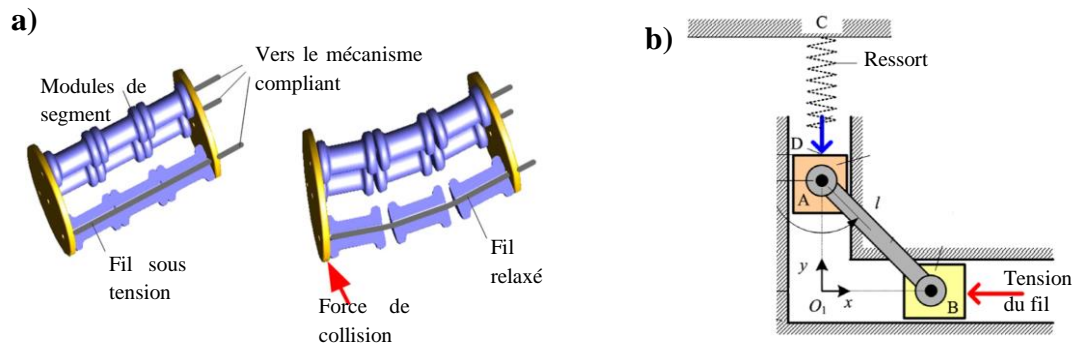 a)
Vers le mécanisme
compliant
Modules de
segment
Fil sous
tension
Force de
collision
Fil
relaxé
b)
C
Ressort
D
A
l
y
O1 x
B
Tension
du fil